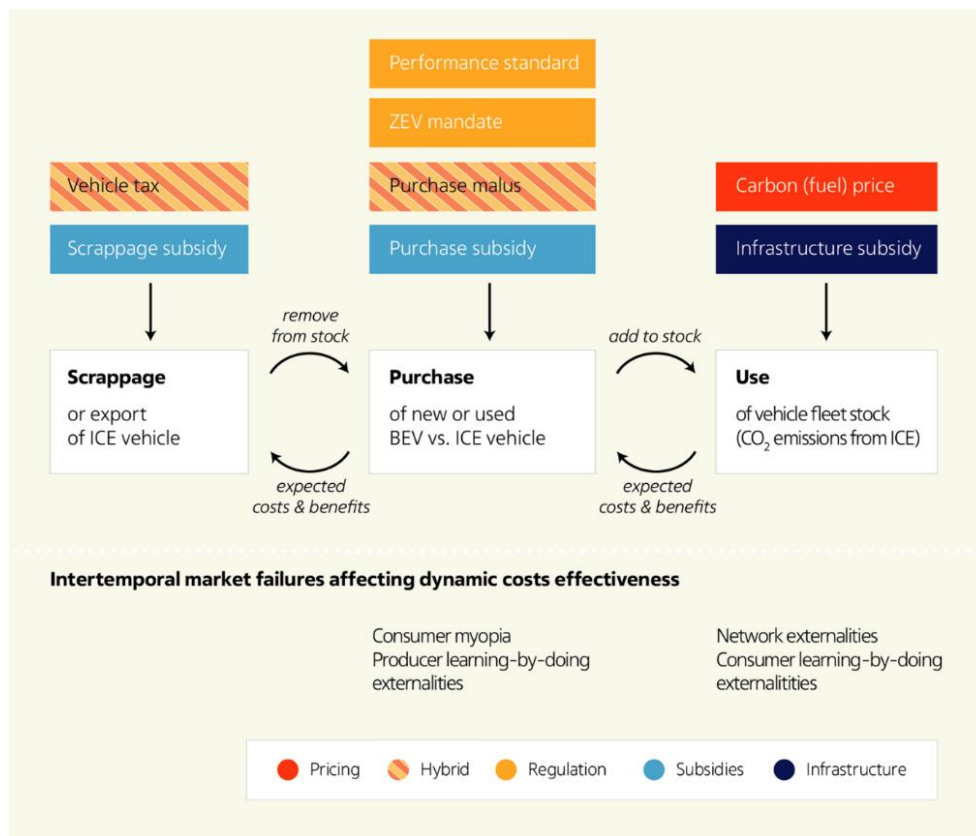 Performance standard
ZEV mandate
Vehicle tax
Purchase malus
Carbon (fuel) price
Scrappage subsidy
Purchase subsidy
Infrastructure subsidy
remove
from stock
add to stock
Scrappage
or export
of ICE vehicle
Purchase
of new or used
BEV vs. ICE vehicle
Use
of vehicle fleet stock
(CO₂ emissions from ICE)
expected
costs & benefits
expected
costs & benefits
Intertemporal market failures affecting dynamic costs effectiveness
Consumer myopia
Producer learning-by-doing
externalities
Network externalities
Consumer learning-by-doing
externalitities
Pricing
Hybrid
Regulation
Subsidies
Infrastructure